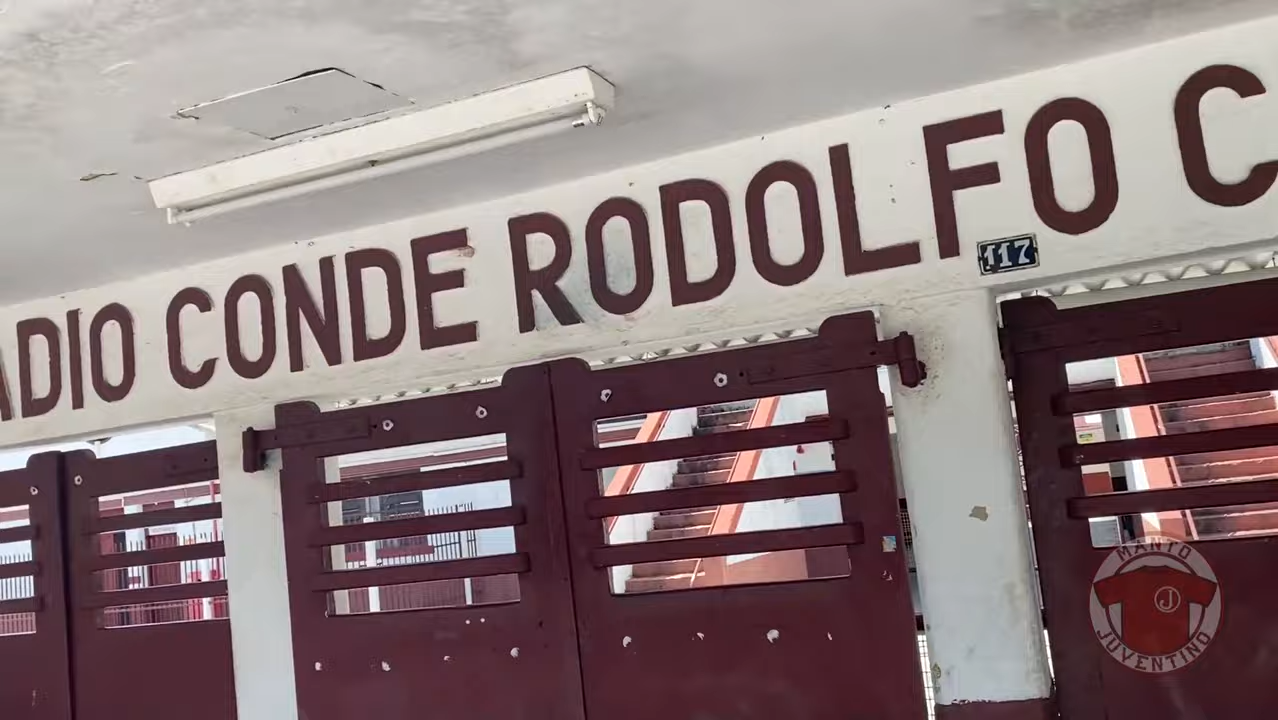 ADIO CONDE RODOLFO C
117
MANTO
J
JUVENTINO